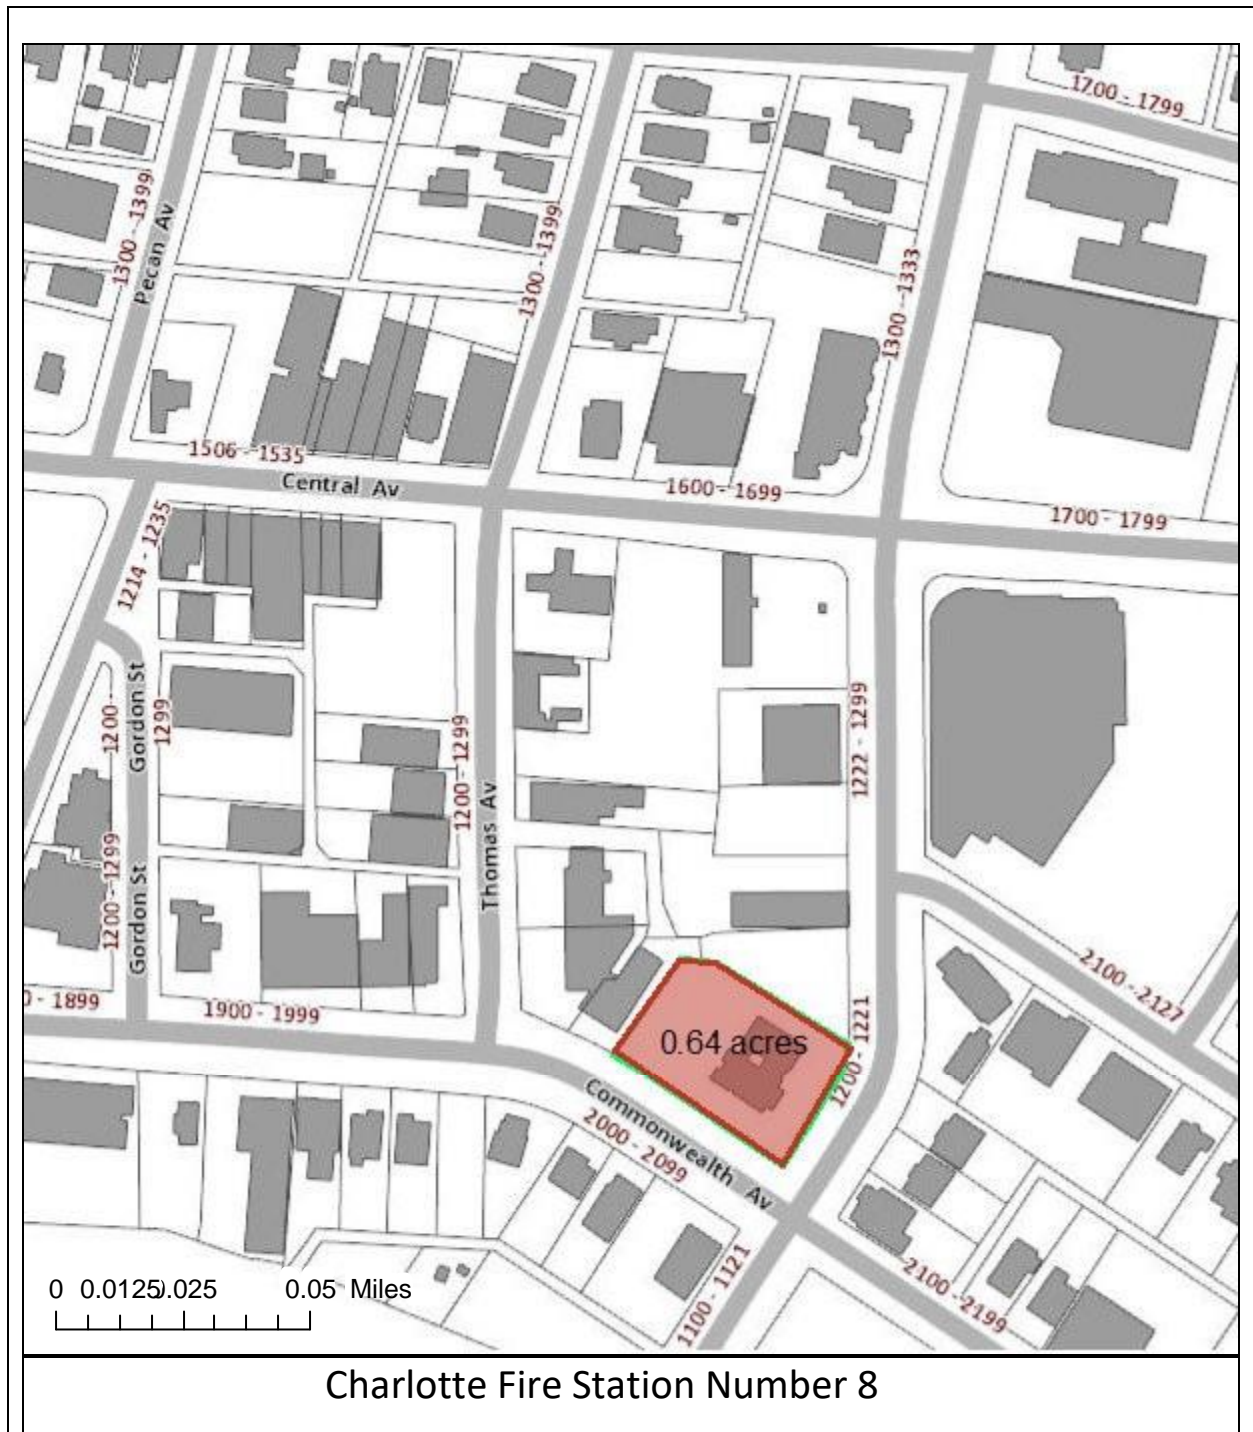 1700 - 1799
1300 - 1399
Pecan Av
1300 - 1399
1300 - 1333
1506 - 1535
Central Av
1600 - 1699
1700 - 1799
1214 - 1235
Gordon St
1200
1299
1200 - 1299
Thomas Av
1222 - 1299
1200 - 1299
Gordon St
- 1899
1900 - 1999
2100 - 2127
0.64 acres
1200 - 1221
Commonwealth Av
2000 - 2099
1100 - 1121
2100 - 2199
0 0.0125 0.025 0.05 Miles
Charlotte Fire Station Number 8